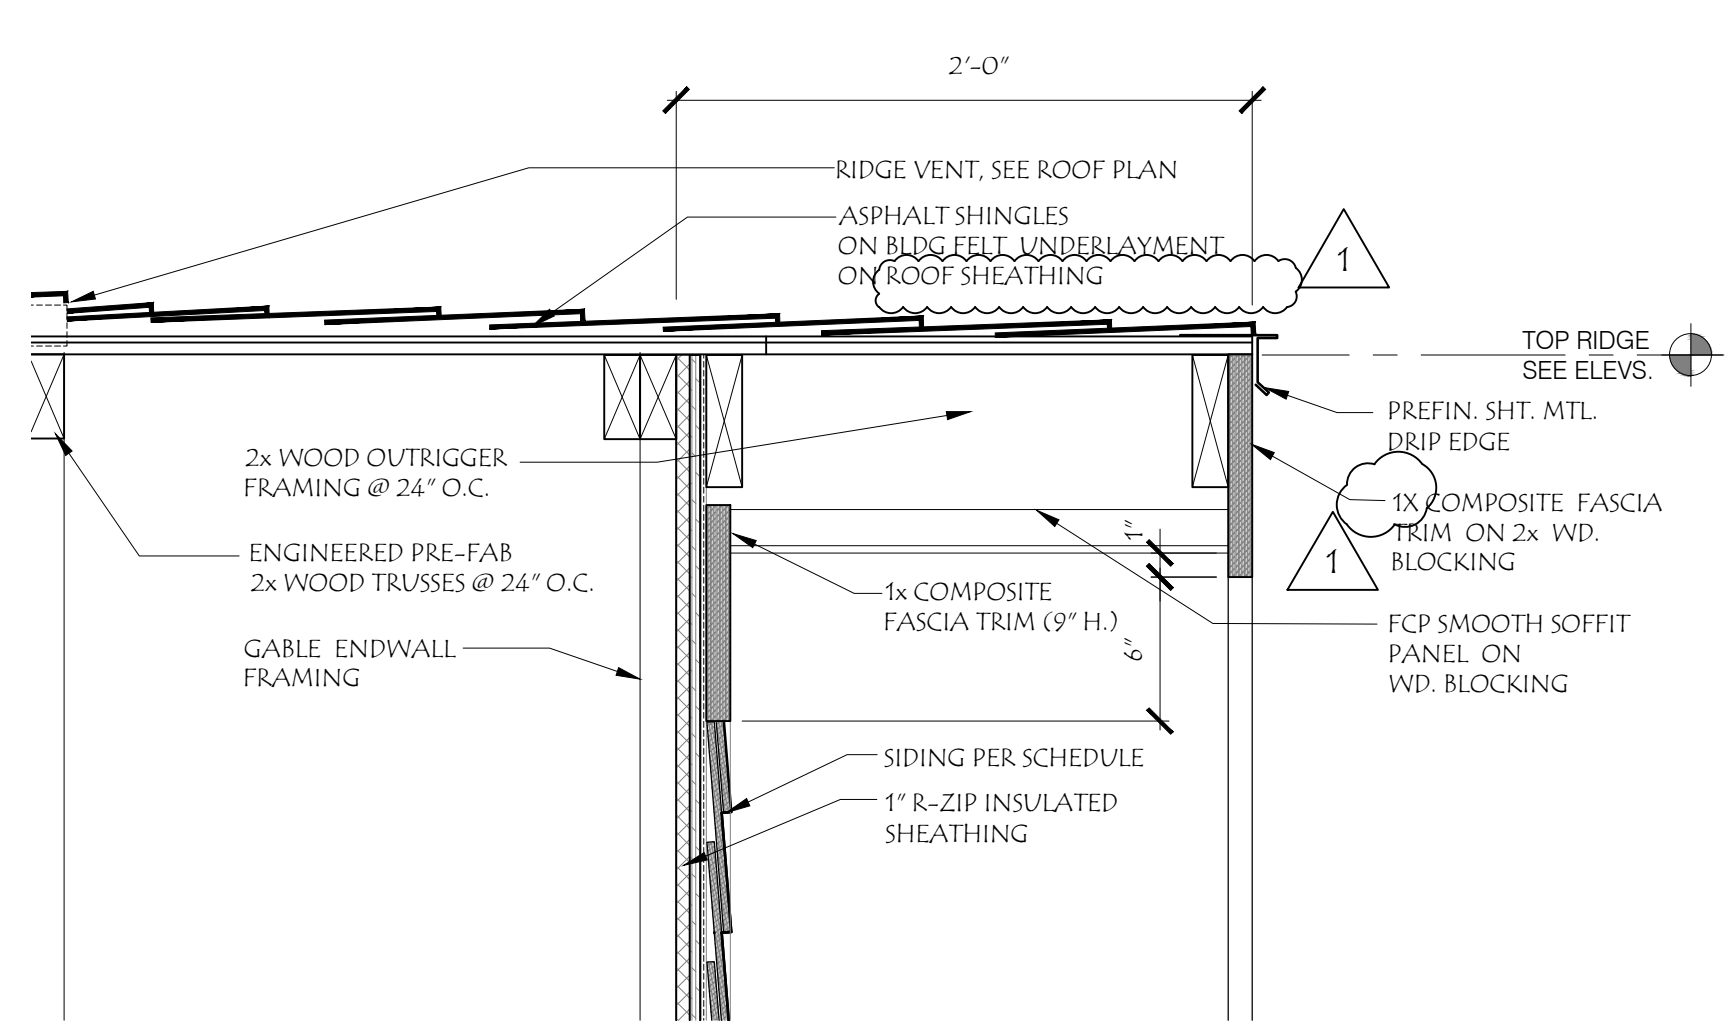 2'-0"
RIDGE VENT, SEE ROOF PLAN
ASPHALT SHINGLES
ON BLDG FELT UNDERLAYMENT
ON ROOF SHEATHING
1
TOP RIDGE
SEE ELEVS.
PREFIN. SHT. MTL.
DRIP EDGE
2x WOOD OUTRIGGER
FRAMING @ 24" O.C.
1X COMPOSITE FASCIA
TRIM ON 2x WD.
BLOCKING
1
1"
ENGINEERED PRE-FAB
2x WOOD TRUSSES @ 24" O.C.
1x COMPOSITE
FASCIA TRIM (9" H.)
6"
FCP SMOOTH SOFFIT
PANEL ON
WD. BLOCKING
GABLE ENDWALL
FRAMING
SIDING PER SCHEDULE
1" R-ZIP INSULATED
SHEATHING